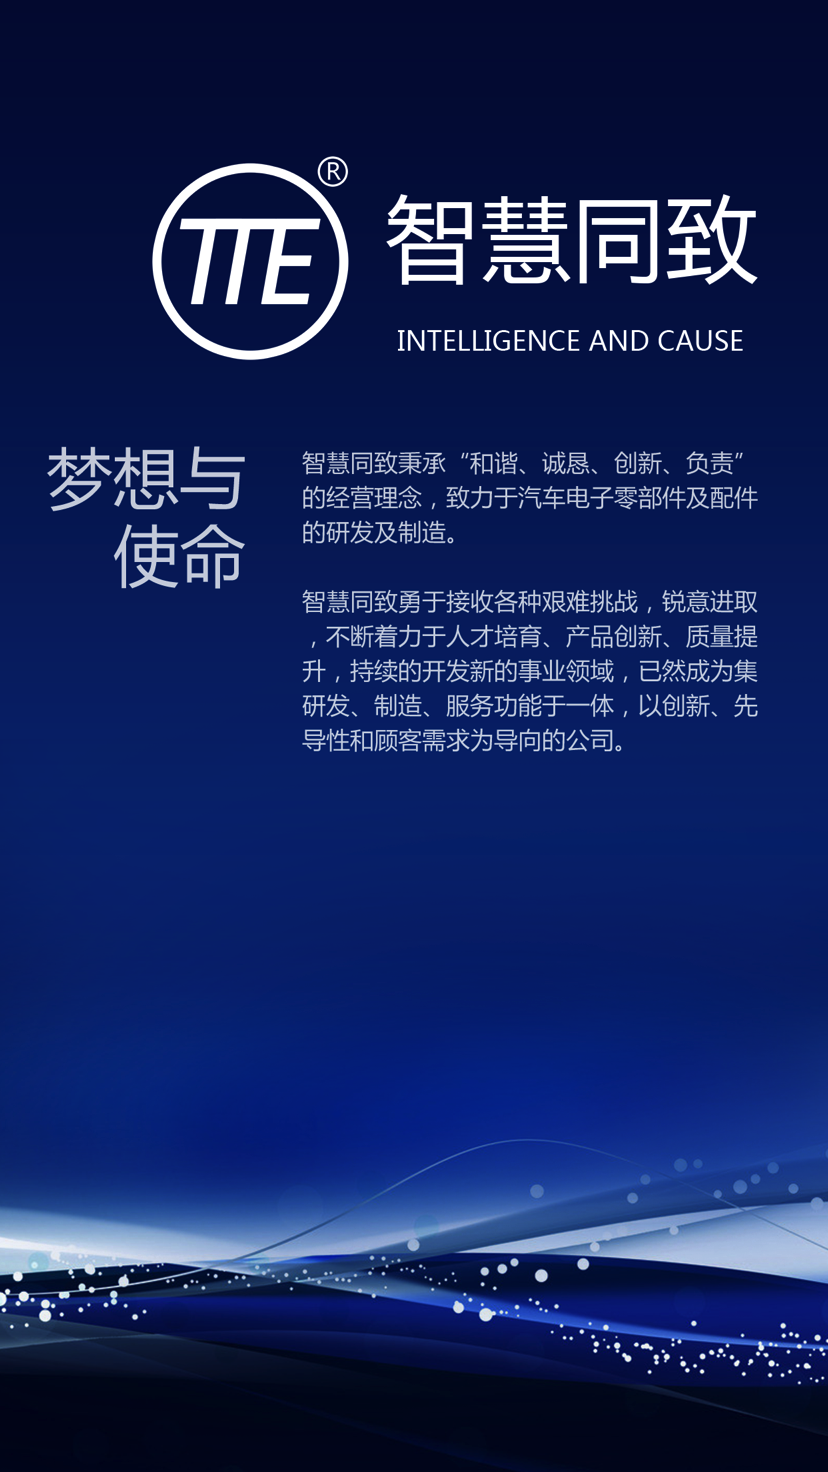 TTE®
智慧同致
INTELLIGENCE AND CAUSE
梦想与
使命
智慧同致秉承“和谐、诚恳、创新、负责”
的经营理念，致力于汽车电子零部件及配件
的研发及制造。
智慧同致勇于接收各种艰难挑战，锐意进取
，不断着力于人才培育、产品创新、质量提
升，持续的开发新的事业领域，已然成为集
研发、制造、服务功能于一体，以创新、先
导性和顾客需求为导向的公司。